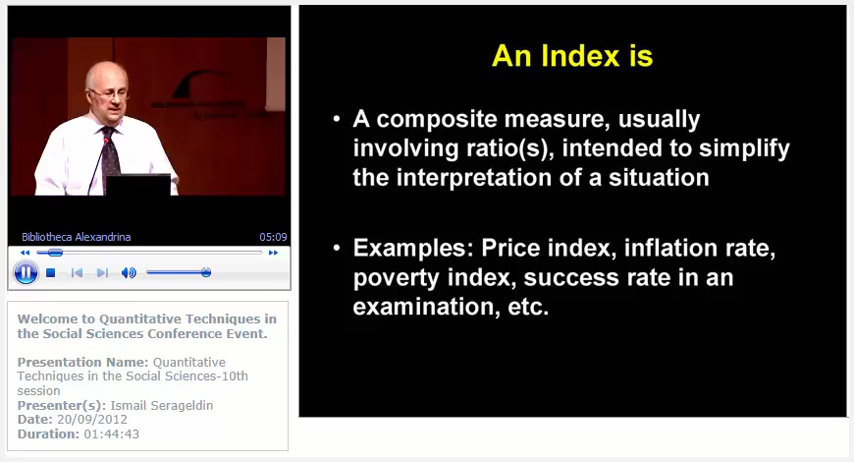 An Index is
• A composite measure, usually
involving ratio(s), intended to simplify
the interpretation of a situation
• Examples: Price index, inflation rate,
poverty index, success rate in an
examination, etc.
Bibliotheca Alexandrina 05:09
Welcome to Quantitative Techniques in
the Social Sciences Conference Event.
Presentation Name: Quantitative
Techniques in the Social Sciences-10th
session
Presenter(s): Ismail Serageldin
Date: 20/09/2012
Duration: 01:44:43